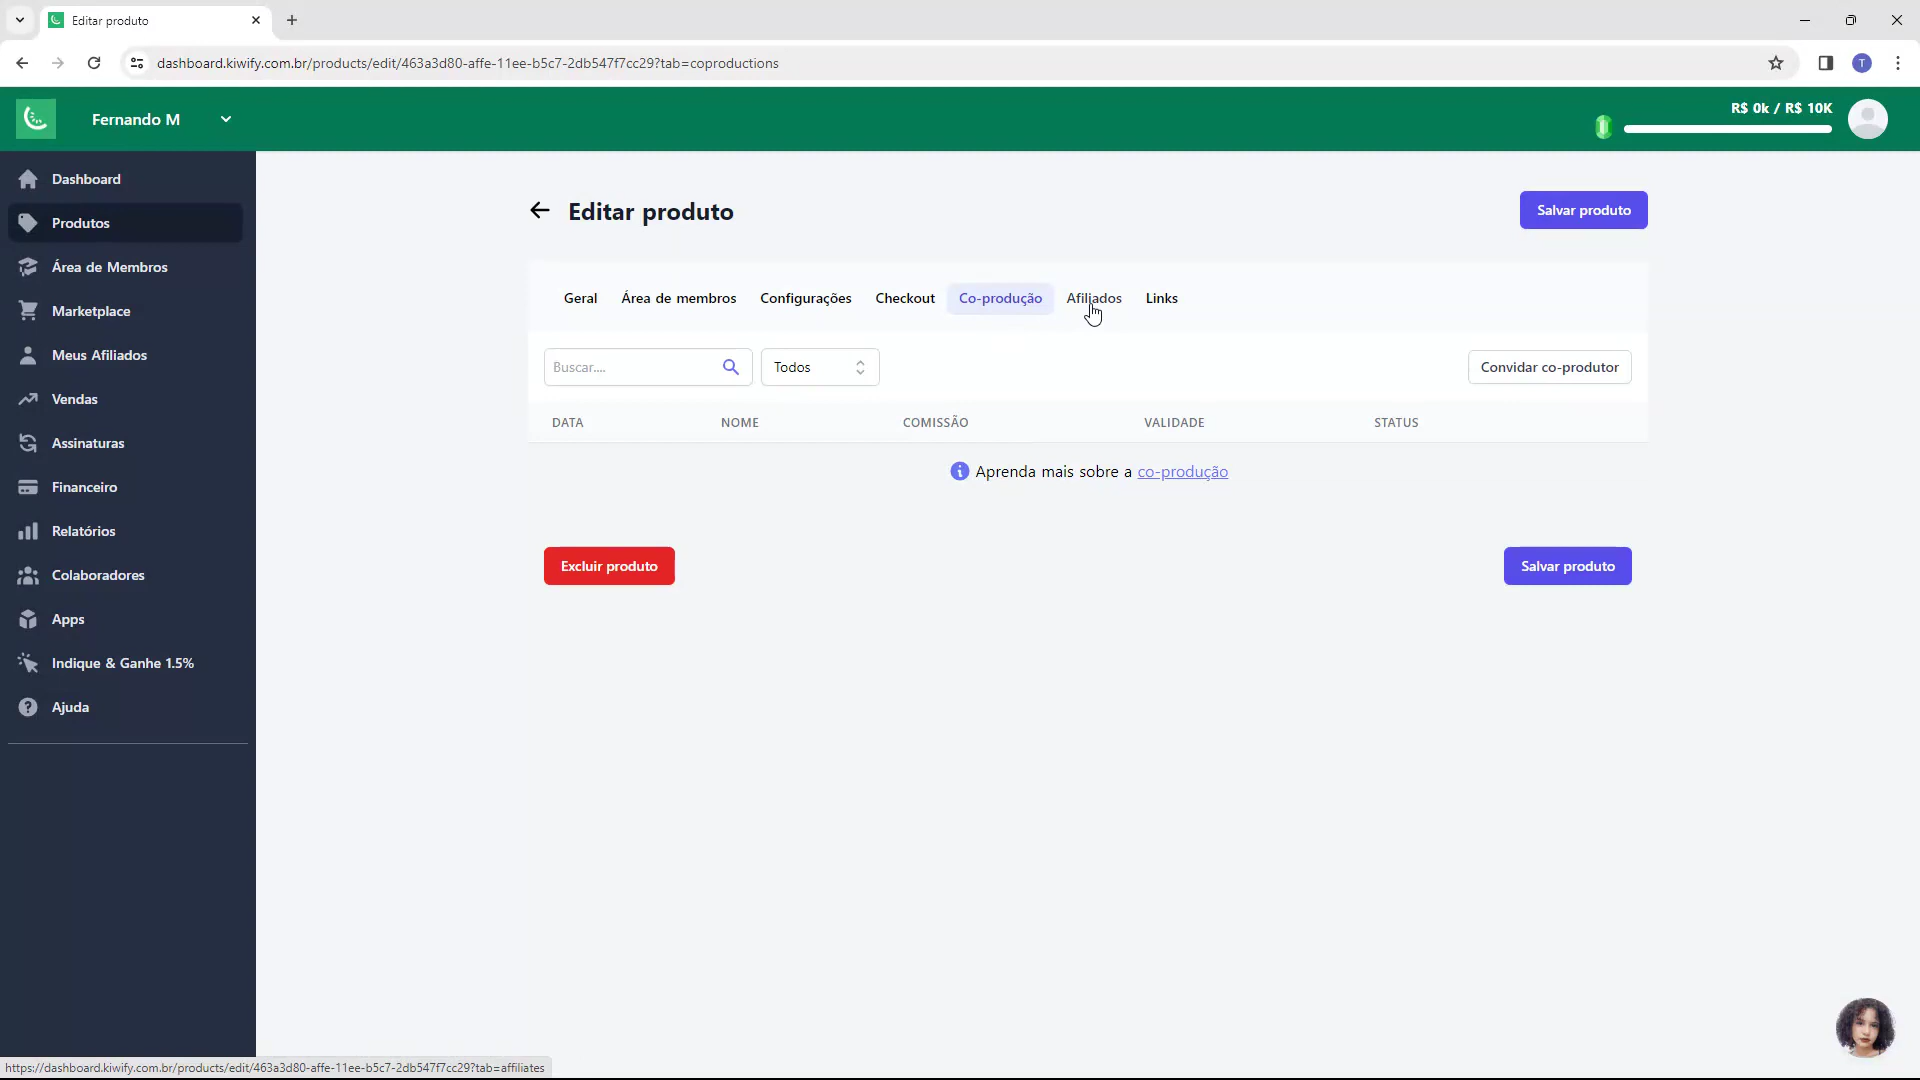 Editar produto
dashboard.kiwify.com.br/products/edit/463a3d80-affe-11ee-b5c7-2db547f7cc29?tab=coproductions
T
Fernando M
R$ 0k / R$ 10K
Dashboard
Produtos
Área de Membros
Marketplace
Meus Afiliados
Vendas
Assinaturas
Financeiro
Relatórios
Colaboradores
Apps
Indique & Ganhe 1.5%
Ajuda
Editar produto
Salvar produto
Geral Área de membros Configurações Checkout Co-produção Afiliados Links
Buscar.... Todos Convidar co-produtor
DATA NOME COMISSÃO VALIDADE STATUS
Aprenda mais sobre a co-produção
Excluir produto Salvar produto
https://dashboard.kiwify.com.br/products/edit/463a3d80-affe-11ee-b5c7-2db547f7cc29?tab=affiliates